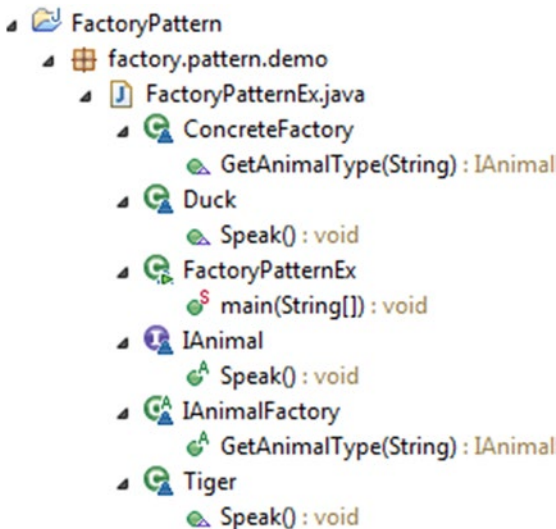 FactoryPattern
factory.pattern.demo
FactoryPatternEx.java
ConcreteFactory
GetAnimalType(String) : IAnimal
Duck
Speak() : void
FactoryPatternEx
main(String[]) : void
IAnimal
Speak() : void
IAnimalFactory
GetAnimalType(String) : IAnimal
Tiger
Speak() : void